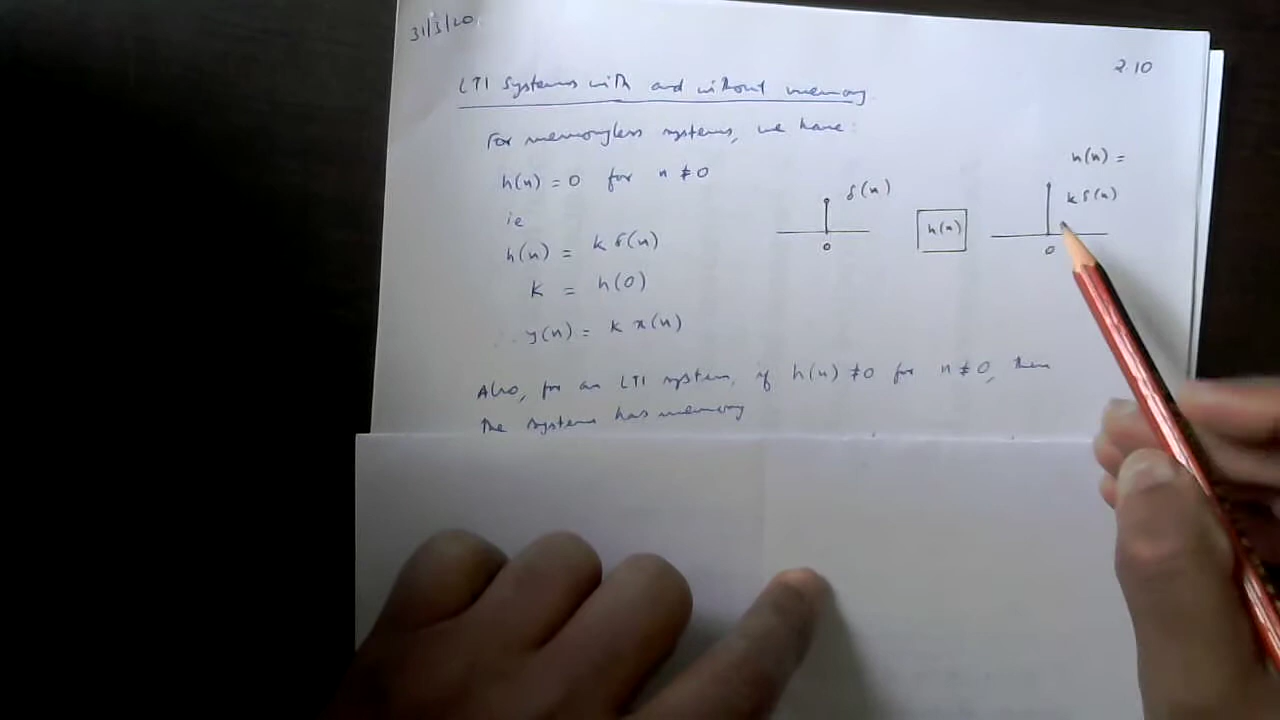 31/3/20
2.10
LTI Systems with and without memory
For memoryless systems, we have:
h(n) = 0 for n ≠ 0
ie
h(n) = k δ(n)
k = h(0)
y(n) = k x(n)
Also, for an LTI system, if h(n) ≠ 0 for n ≠ 0, then
the systems has memory
δ(n)
0
h(n)
h(n) =
k δ(n)
0